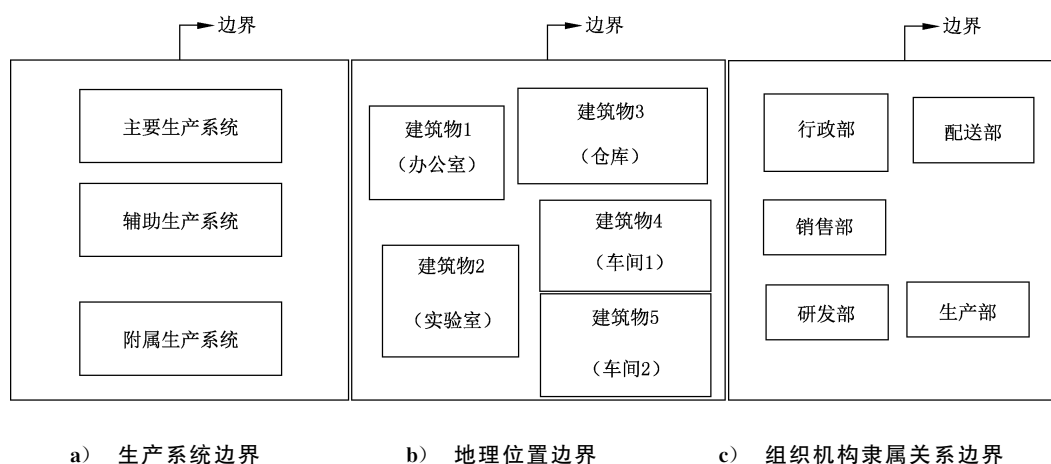 边界
主要生产系统
辅助生产系统
附属生产系统
a） 生产系统边界
边界
建筑物1
（办公室）
建筑物3
（仓库）
建筑物2
（实验室）
建筑物4
（车间1）
建筑物5
（车间2）
b） 地理位置边界
边界
行政部
配送部
销售部
研发部
生产部
c） 组织机构隶属关系边界